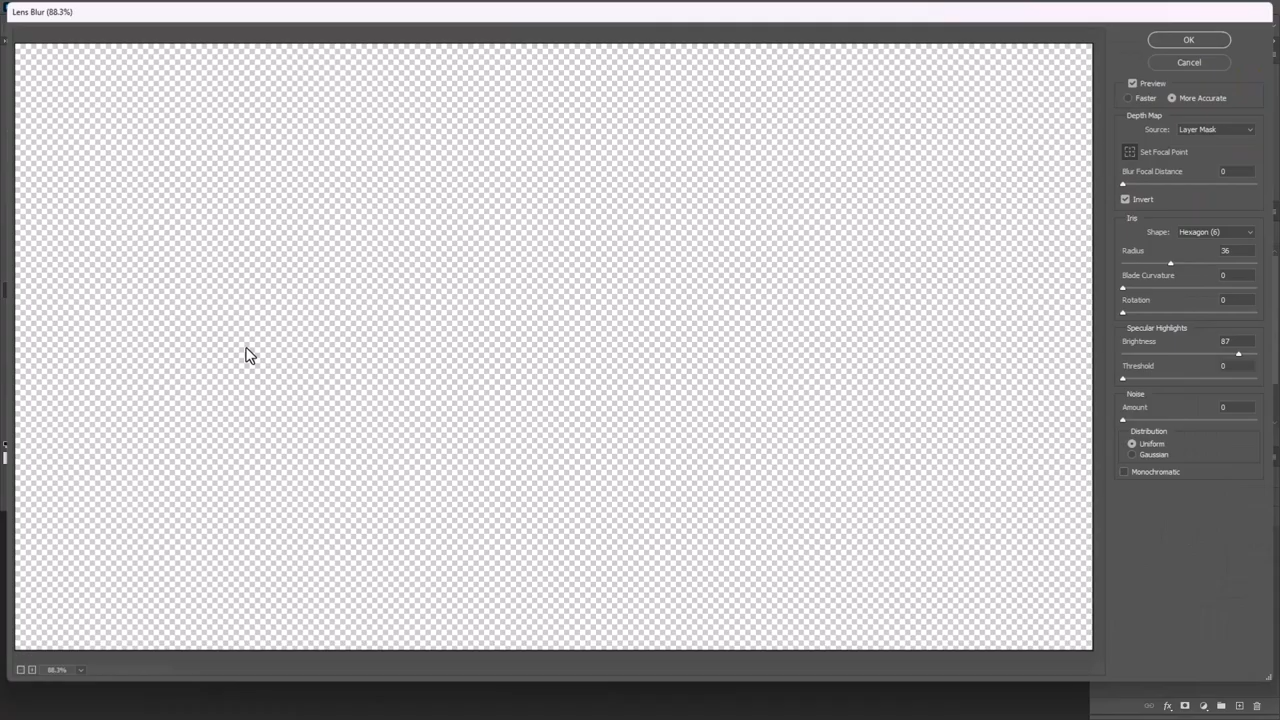 Lens Blur (88.3%)
OK
Cancel
Preview
Faster More Accurate
Depth Map
Source: Layer Mask
Set Focal Point
Blur Focal Distance 0
Invert
Iris
Shape: Hexagon (6)
Radius 36
Blade Curvature 0
Rotation 0
Specular Highlights
Brightness 87
Threshold 0
Noise
Amount 0
Distribution
Uniform
Gaussian
Monochromatic
88.3%
fx